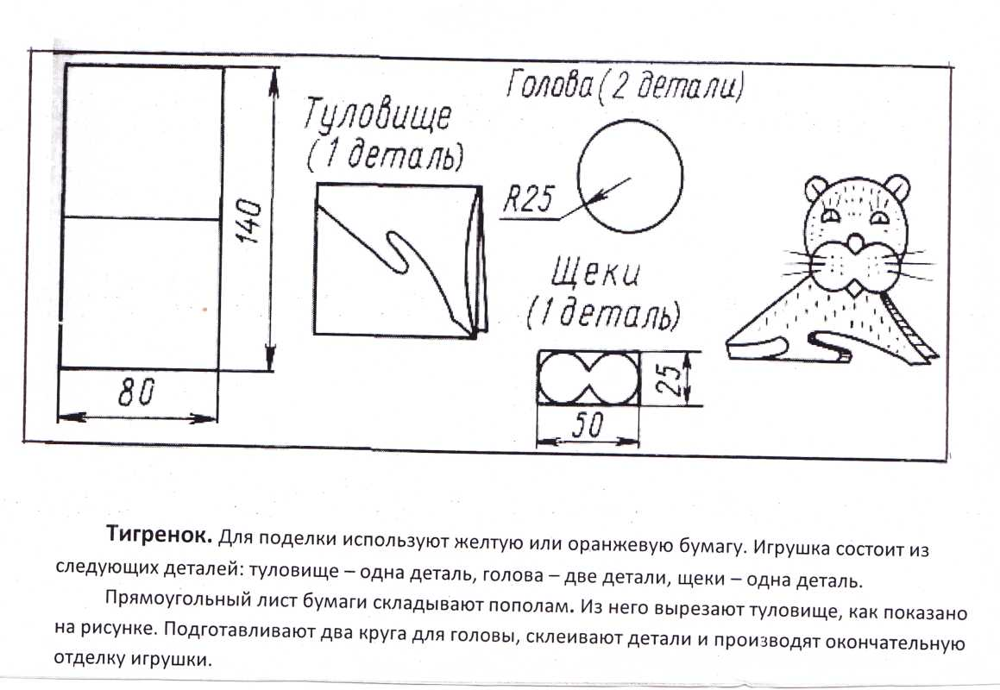 Туловище
(1 деталь)
Голова (2 детали)
R25
140
80
Щеки
(1 деталь)
25
50
Тигренок. Для поделки используют желтую или оранжевую бумагу. Игрушка состоит из
следующих деталей: туловище – одна деталь, голова – две детали, щеки – одна деталь.
Прямоугольный лист бумаги складывают пополам. Из него вырезают туловище, как показано
на рисунке. Подготавливают два круга для головы, склеивают детали и производят окончательную
отделку игрушки.